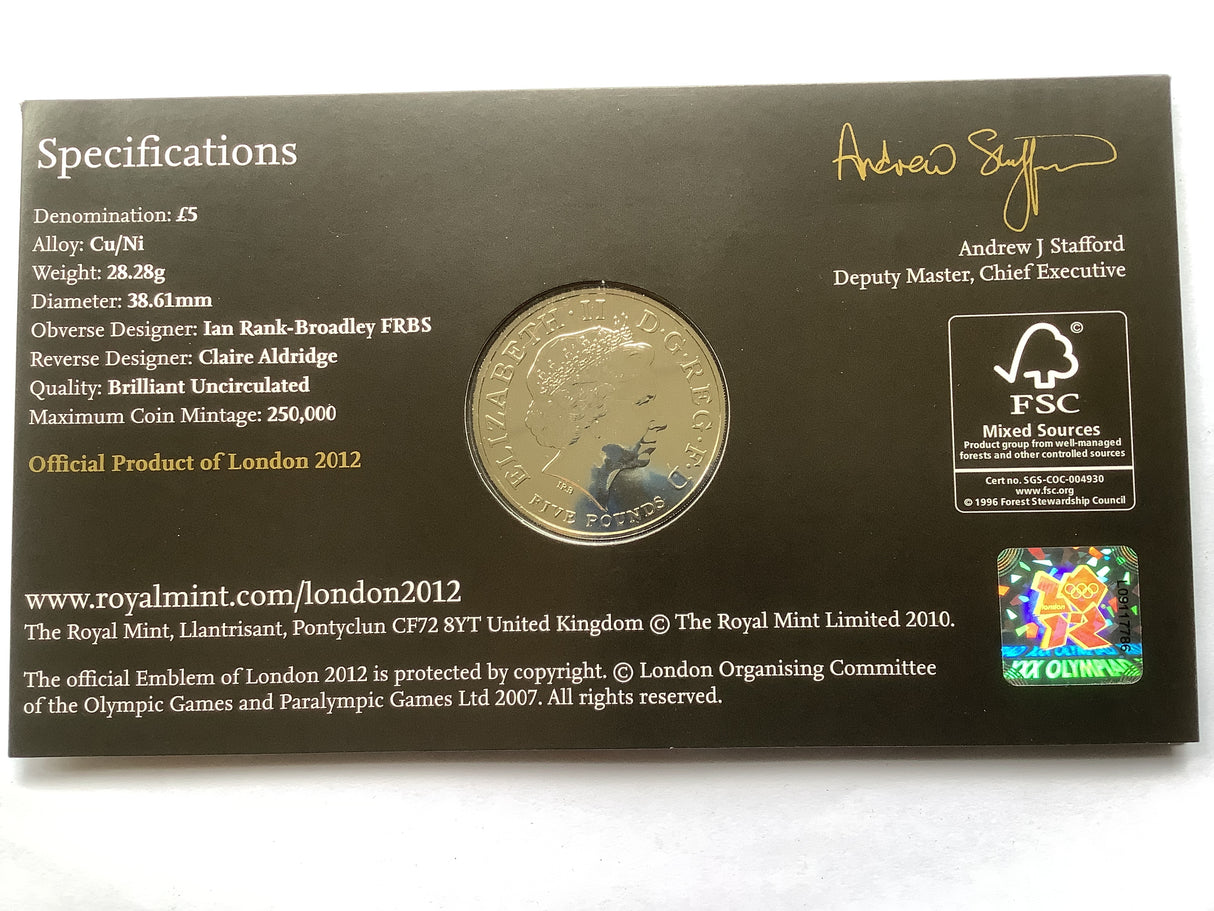 Specifications
Denomination: £5
Alloy: Cu/Ni
Weight: 28.28g
Diameter: 38.61mm
Obverse Designer: Ian Rank-Broadley FRBS
Reverse Designer: Claire Aldridge
Quality: Brilliant Uncirculated
Maximum Coin Mintage: 250,000
Official Product of London 2012
ELIZABETH·II D·G·REG·F·D
IRB
FIVE POUNDS
Andrew Stafford
Andrew J Stafford
Deputy Master, Chief Executive
©
FSC
Mixed Sources
Product group from well-managed
forests and other controlled sources
Cert no. SGS-COC-004930
www.fsc.org
© 1996 Forest Stewardship Council
www.royalmint.com/london2012
The Royal Mint, Llantrisant, Pontyclun CF72 8YT United Kingdom © The Royal Mint Limited 2010.
The official Emblem of London 2012 is protected by copyright. © London Organising Committee
of the Olympic Games and Paralympic Games Ltd 2007. All rights reserved.
london
L0917786
XXX OLYMPIAD